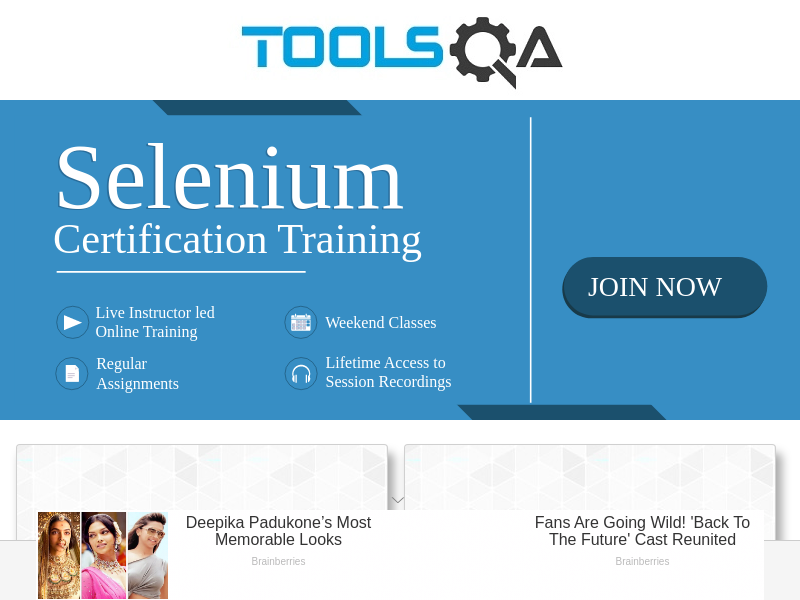 TOOLSQA
Selenium
Certification Training
JOIN NOW
Live Instructor led
Online Training
Weekend Classes
Regular
Assignments
Lifetime Access to
Session Recordings
Deepika Padukone’s Most
Memorable Looks
Brainberries
Fans Are Going Wild! 'Back To
The Future' Cast Reunited
Brainberries